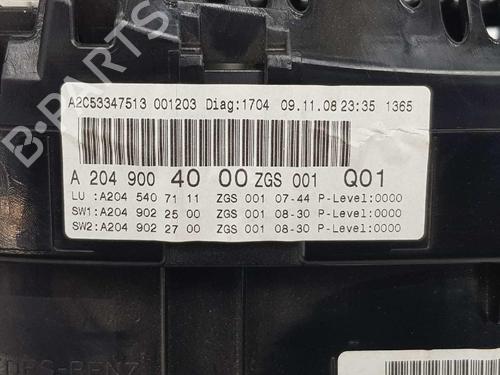 B-PARTS
A2C53347513 001203 Diag:1704 09.11.08 23:35 1365
A 204 900 40 00 ZGS 001 Q01
LU :A204 540 71 11 ZGS 001 07-44 P-Level:0000
SW1:A204 902 25 00 ZGS 001 08-30 P-Level:0000
SW2:A204 902 27 00 ZGS 001 08-30 P-Level:0000